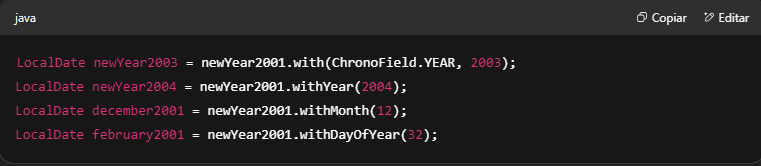 java
Copiar
Editar
LocalDate newYear2003 = newYear2001.with(ChronoField.YEAR, 2003);
LocalDate newYear2004 = newYear2001.withYear(2004);
LocalDate december2001 = newYear2001.withMonth(12);
LocalDate february2001 = newYear2001.withDayOfYear(32);